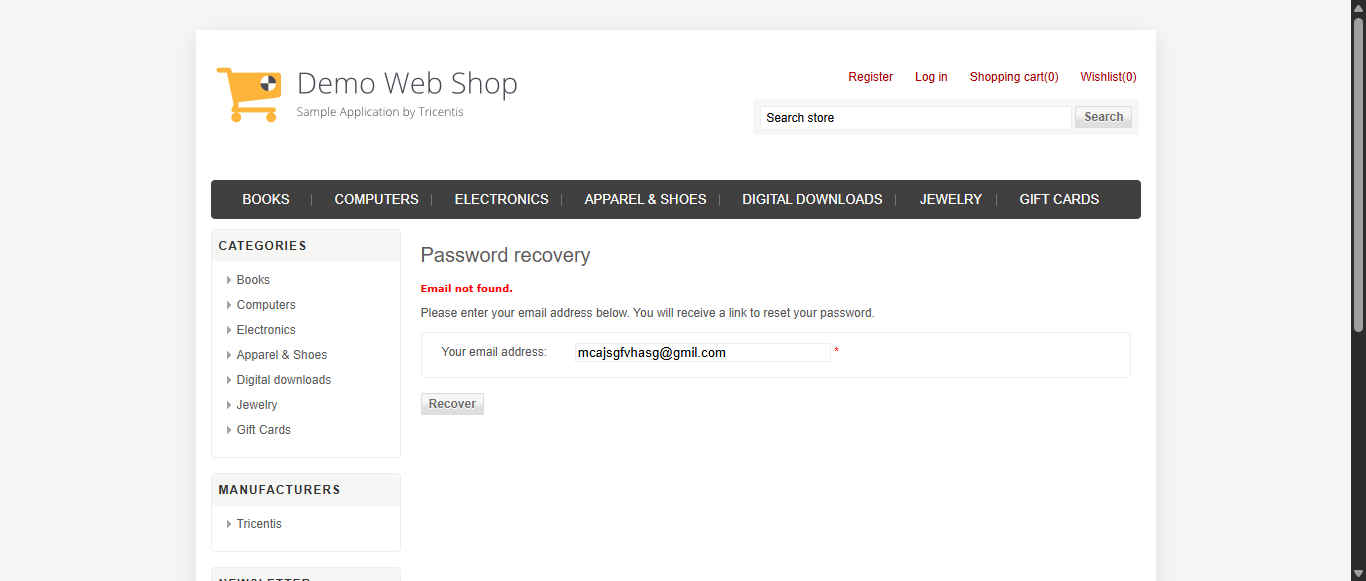 Demo Web Shop
Sample Application by Tricentis
Register Log in Shopping cart(0) Wishlist(0)
Search store Search
BOOKS COMPUTERS ELECTRONICS APPAREL & SHOES DIGITAL DOWNLOADS JEWELRY GIFT CARDS
CATEGORIES
Books
Computers
Electronics
Apparel & Shoes
Digital downloads
Jewelry
Gift Cards
MANUFACTURERS
Tricentis
NEWSLETTER
Password recovery
Email not found.
Please enter your email address below. You will receive a link to reset your password.
Your email address: mcajsgfvhasg@gmil.com *
Recover